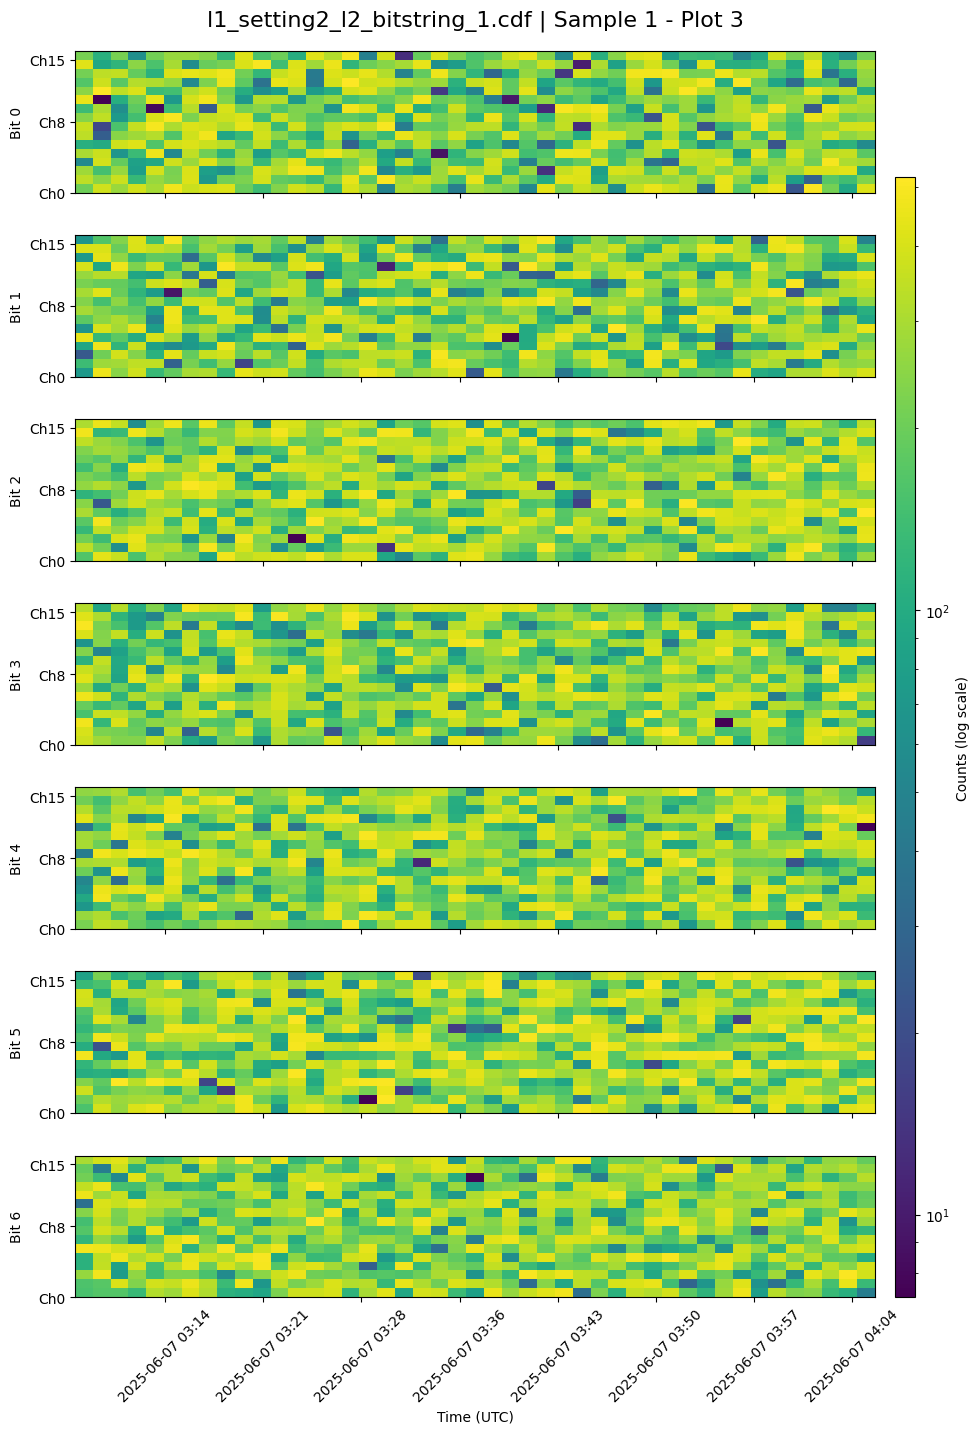 l1_setting2_l2_bitstring_1.cdf | Sample 1 - Plot 3
Ch15
Bit 0
Ch8
Ch0
Ch15
Bit 1
Ch8
Ch0
Ch15
Bit 2
Ch8
Ch0
Ch15
Bit 3
Ch8
Ch0
Ch15
Bit 4
Ch8
Ch0
Ch15
Bit 5
Ch8
Ch0
Ch15
Bit 6
Ch8
Ch0
2025-06-07 03:14
2025-06-07 03:21
2025-06-07 03:28
2025-06-07 03:36
2025-06-07 03:43
2025-06-07 03:50
2025-06-07 03:57
2025-06-07 04:04
Time (UTC)
10²
10¹
Counts (log scale)